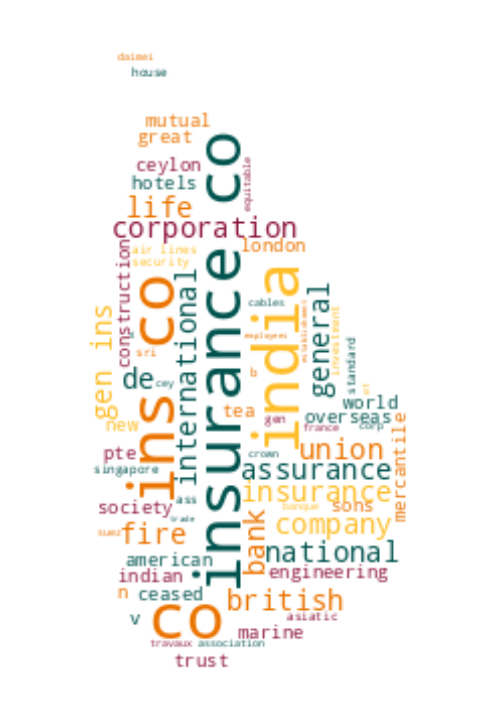 daimei
house
mutual
great
insurance co
equitable
ceylon
hotels
life
corporation
london
air lines
security
construction
international
india
ins co
general
gen ins
cables
establishment
investment
employees
standard
sri
de
cey
b
world
tea
gen
overseas
new
france
corp
mercantile
union
pte
crown
singapore
assurance
insurance
ass
society
banque
sons
trade
company
suez
fire
bank
national
american
indian
engineering
n
ceased
british
co
v
asiatic
marine
travaux
association
trust